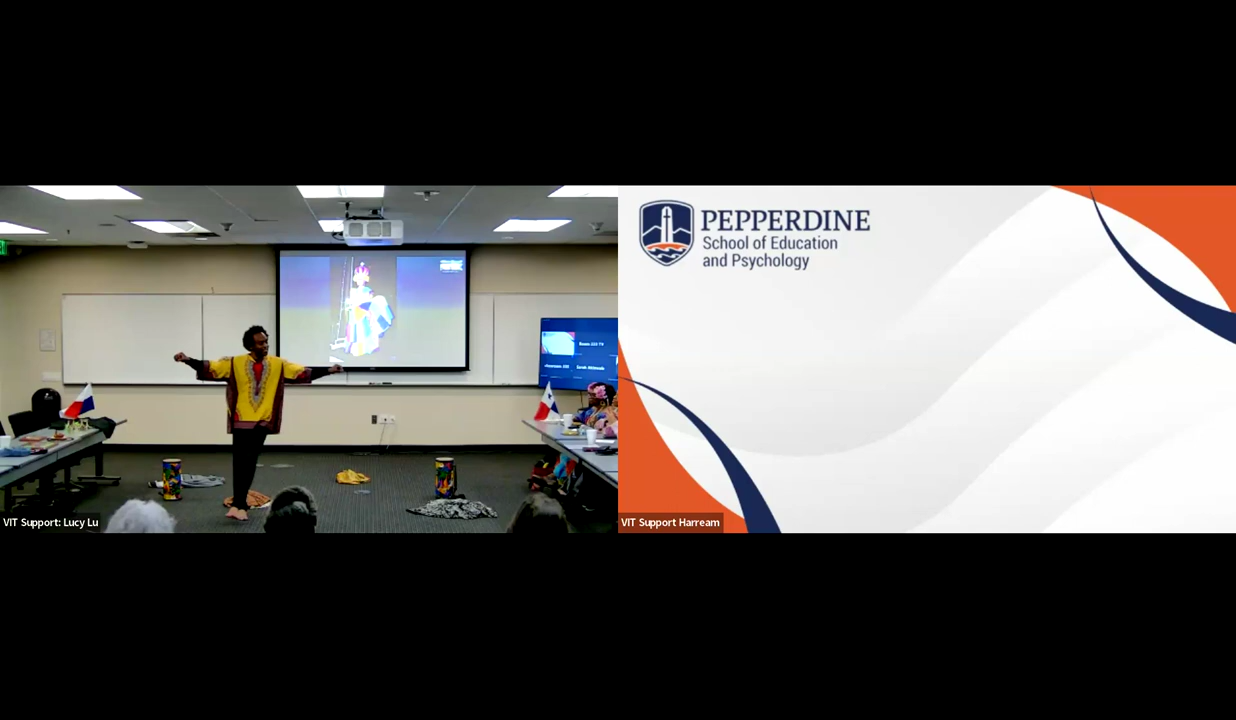 VIT Support: Lucy Lu
PEPPERDINE
School of Education
and Psychology
VIT Support Harream